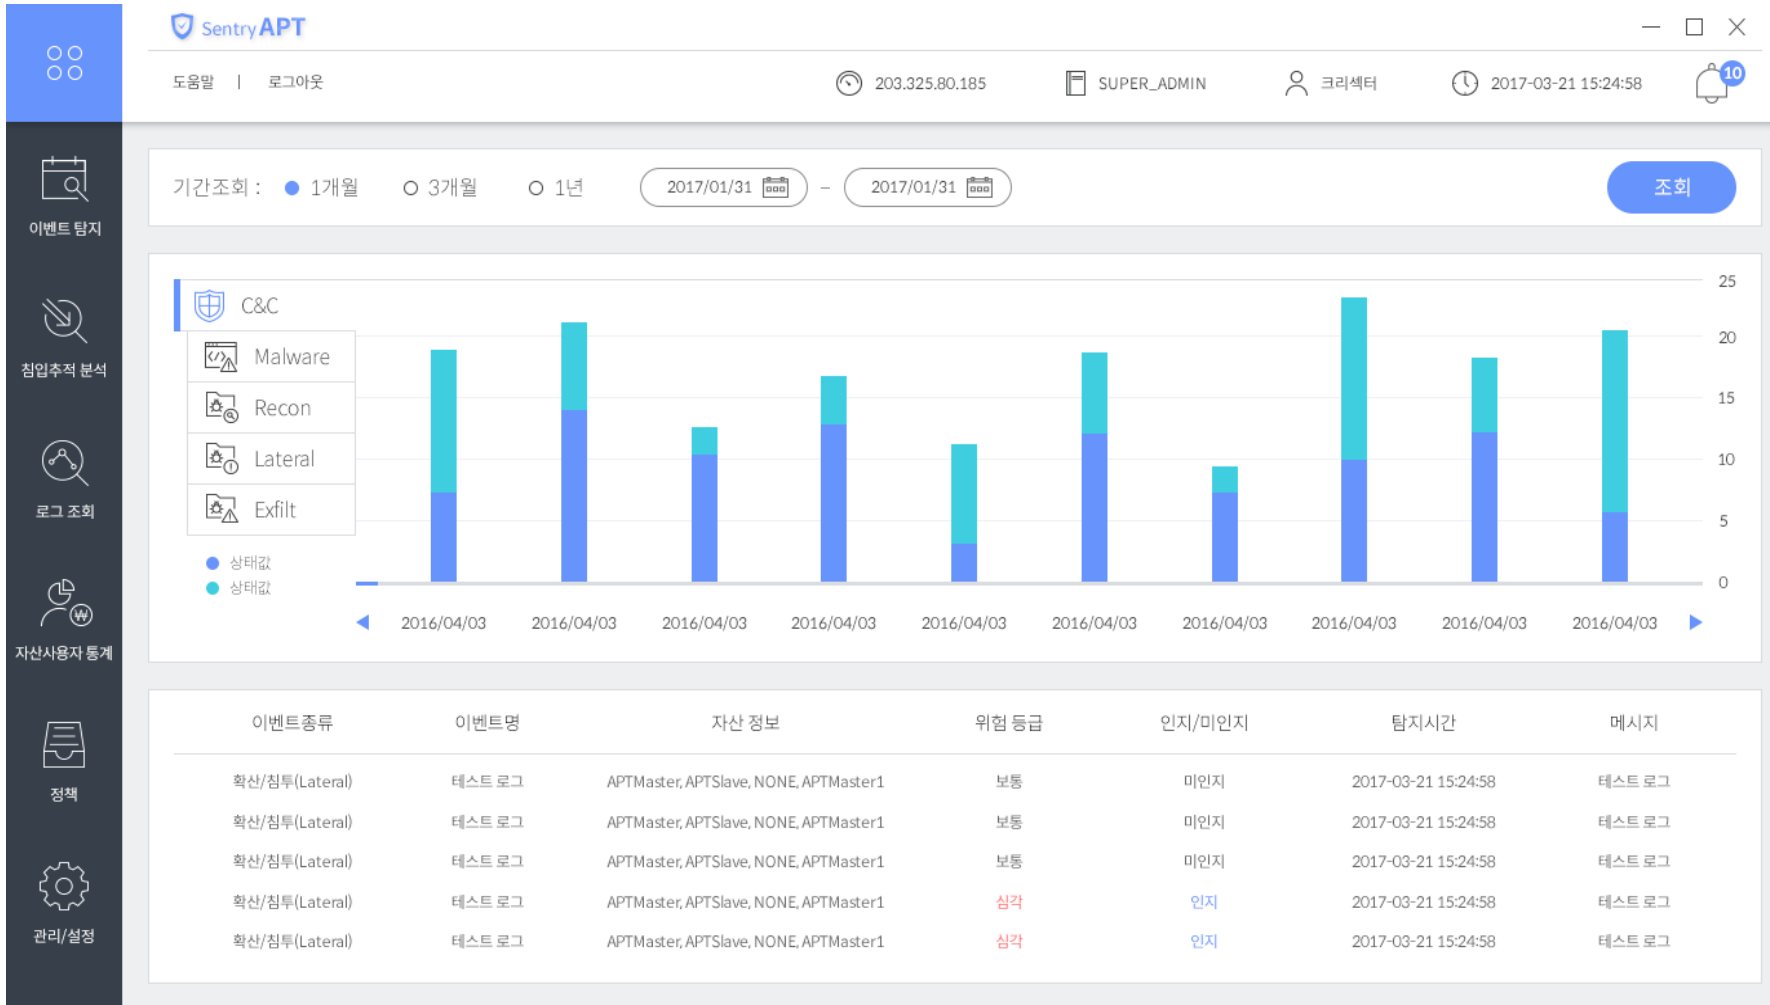 Sentry APT
도움말 | 로그아웃 203.325.80.185 SUPER_ADMIN 크리섹터 2017-03-21 15:24:58 10
이벤트 탐지
침입추적 분석
로그 조회
자산사용자 통계
정책
관리/설정
기간조회 : 1개월 3개월 1년 2017/01/31 – 2017/01/31 조회
C&C
Malware
Recon
Lateral
Exfilt
상태값
상태값
25
20
15
10
5
0
2016/04/03 2016/04/03 2016/04/03 2016/04/03 2016/04/03 2016/04/03 2016/04/03 2016/04/03 2016/04/03 2016/04/03
이벤트종류 이벤트명 자산 정보 위험 등급 인지/미인지 탐지시간 메시지
확산/침투(Lateral) 테스트 로그 APTMaster, APTSlave, NONE, APTMaster1 보통 미인지 2017-03-21 15:24:58 테스트 로그
확산/침투(Lateral) 테스트 로그 APTMaster, APTSlave, NONE, APTMaster1 보통 미인지 2017-03-21 15:24:58 테스트 로그
확산/침투(Lateral) 테스트 로그 APTMaster, APTSlave, NONE, APTMaster1 보통 미인지 2017-03-21 15:24:58 테스트 로그
확산/침투(Lateral) 테스트 로그 APTMaster, APTSlave, NONE, APTMaster1 심각 인지 2017-03-21 15:24:58 테스트 로그
확산/침투(Lateral) 테스트 로그 APTMaster, APTSlave, NONE, APTMaster1 심각 인지 2017-03-21 15:24:58 테스트 로그